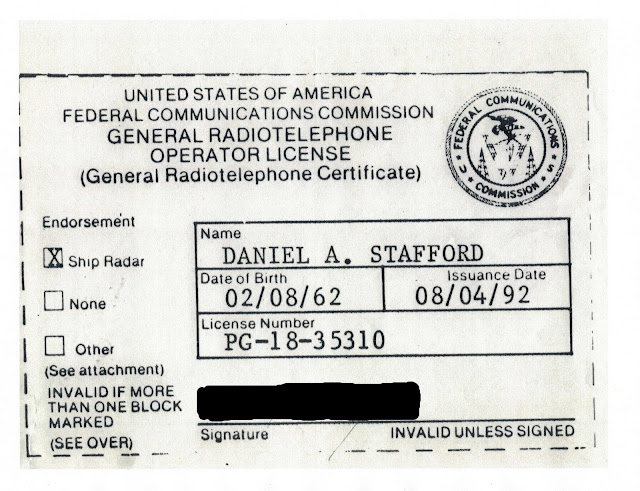 UNITED STATES OF AMERICA
FEDERAL COMMUNICATIONS COMMISSION
GENERAL RADIOTELEPHONE
OPERATOR LICENSE
(General Radiotelephone Certificate)
FEDERAL COMMUNICATIONS
COMMISSION
U S
Endorsement
X Ship Radar
None
Other
(See attachment)
INVALID IF MORE
THAN ONE BLOCK
MARKED
(SEE OVER)
Name
DANIEL A. STAFFORD
Date of Birth
02/08/62
Issuance Date
08/04/92
License Number
PG-18-35310
Signature
INVALID UNLESS SIGNED